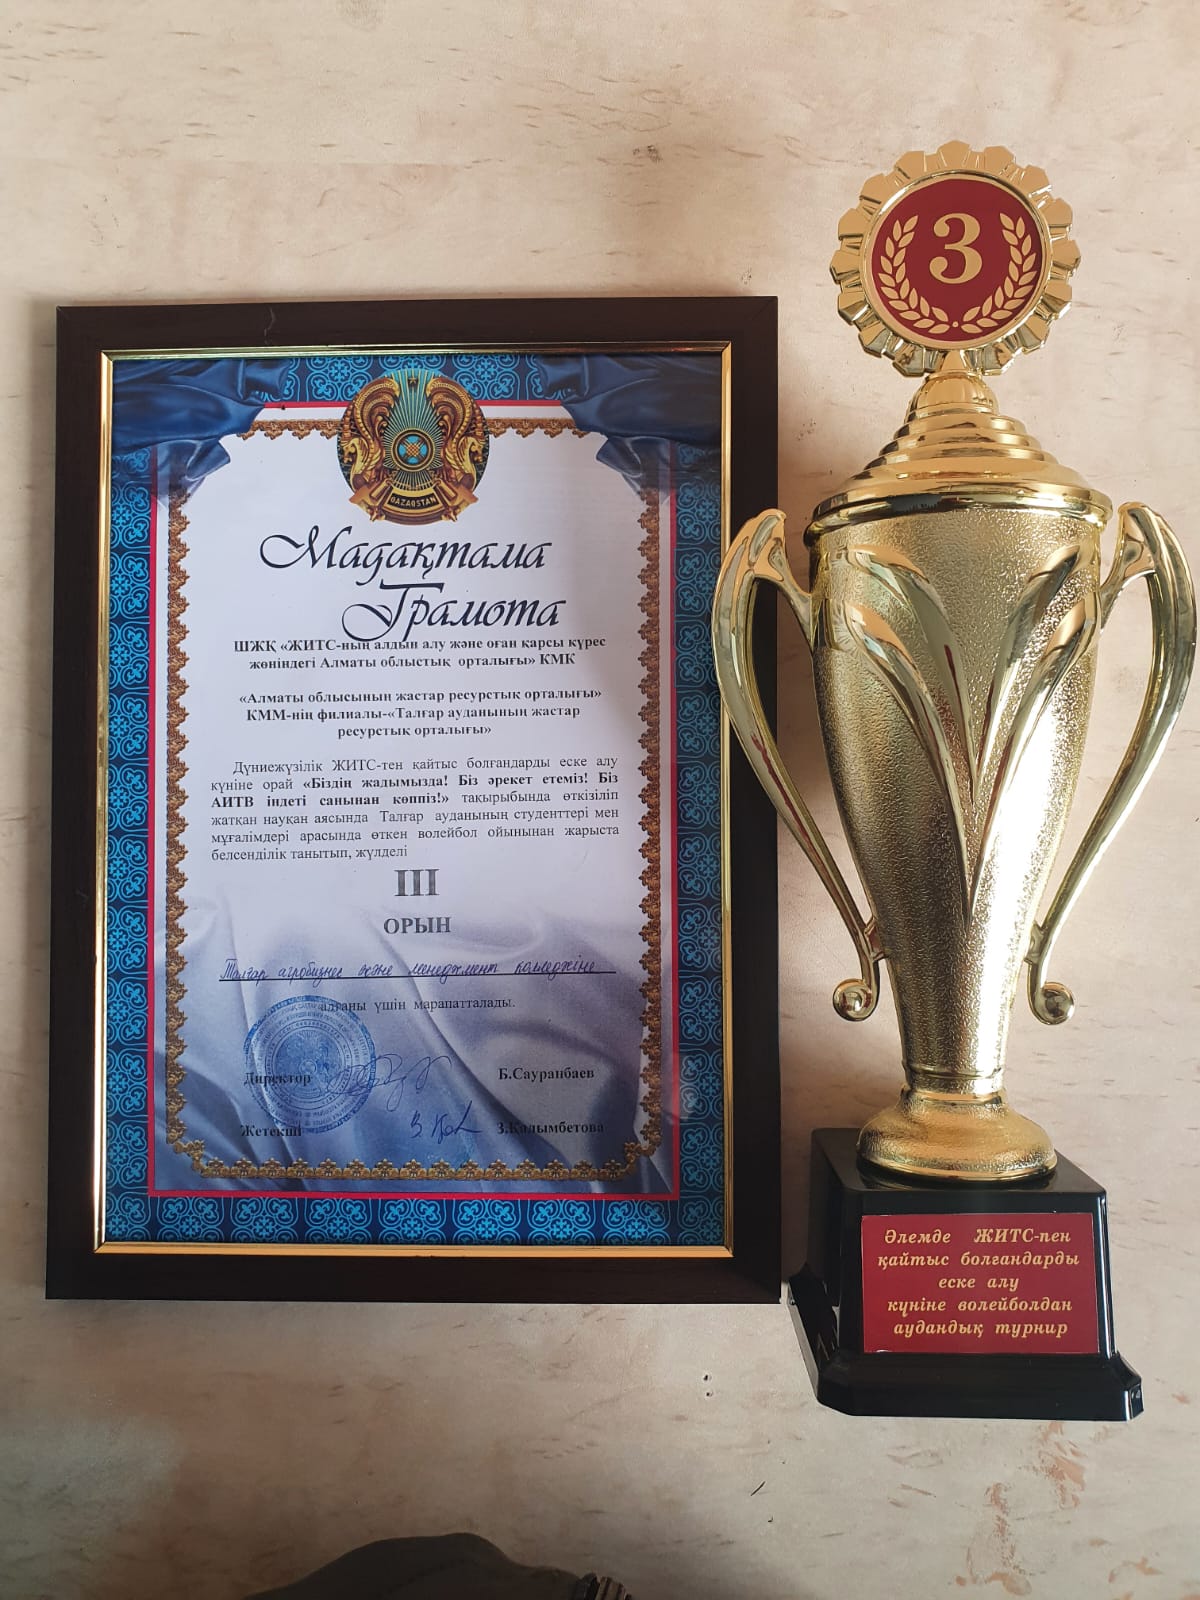 QAZAQSTAN
Мадақтама
Грамота
ШЖҚ «ЖИТС-ның алдын алу және оған қарсы күрес
жөніндегі Алматы облыстық орталығы» КМК
«Алматы облысының жастар ресурстық орталығы»
КММ-нің филиалы-«Талғар ауданының жастар
ресурстық орталығы»
Дүниежүзілік ЖИТС-тен қайтыс болғандарды еске алу
күніне орай «Біздің жадымызда! Біз әрекет етеміз! Біз
АИТВ індеті санынан көппіз!» тақырыбында өткізіліп
жатқан науқан аясында Талғар ауданының студенттері мен
мұғалімдері арасында өткен волейбол ойынынан жарыста
белсенділік танытып, жүлделі
III
ОРЫН
Талғар агробизнес және менеджмент колледжіне
алғаны үшін марапатталады.
Директор Б.Сауранбаев
Жетекші З.Калымбетова
3
Әлемде ЖИТС-пен
қайтыс болғандарды
еске алу
күніне волейболдан
аудандық турнир